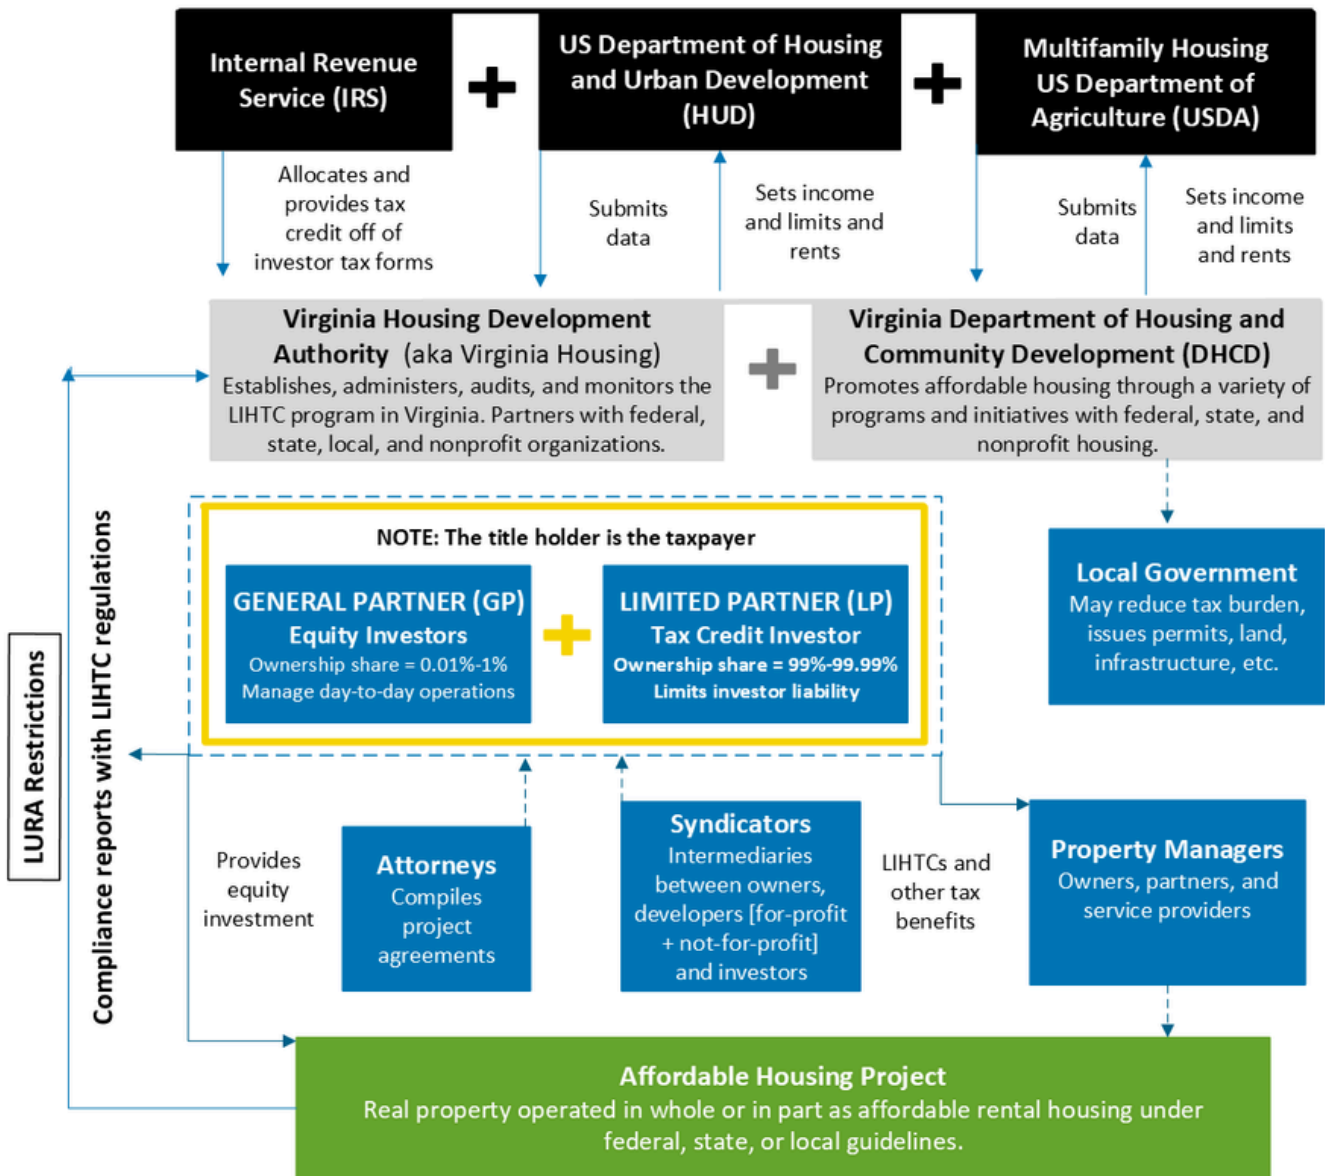 Internal Revenue
Service (IRS)
US Department of Housing
and Urban Development
(HUD)
Multifamily Housing
US Department of
Agriculture (USDA)
Allocates and
provides tax
credit off of
investor tax forms
Submits
data
Sets income
and limits and
rents
Submits
data
Sets income
and limits
and rents
Virginia Housing Development
Authority (aka Virginia Housing)
Establishes, administers, audits, and monitors the
LIHTC program in Virginia. Partners with federal,
state, local, and nonprofit organizations.
Virginia Department of Housing and
Community Development (DHCD)
Promotes affordable housing through a variety of
programs and initiatives with federal, state, and
nonprofit housing.
LURA Restrictions
Compliance reports with LIHTC regulations
NOTE: The title holder is the taxpayer
GENERAL PARTNER (GP)
Equity Investors
Ownership share = 0.01%-1%
Manage day-to-day operations
LIMITED PARTNER (LP)
Tax Credit Investor
Ownership share = 99%-99.99%
Limits investor liability
Local Government
May reduce tax burden,
issues permits, land,
infrastructure, etc.
Provides
equity
investment
Attorneys
Compiles
project
agreements
Syndicators
Intermediaries
between owners,
developers [for-profit
+ not-for-profit]
and investors
LIHTCs and
other tax
benefits
Property Managers
Owners, partners, and
service providers
Affordable Housing Project
Real property operated in whole or in part as affordable rental housing under
federal, state, or local guidelines.